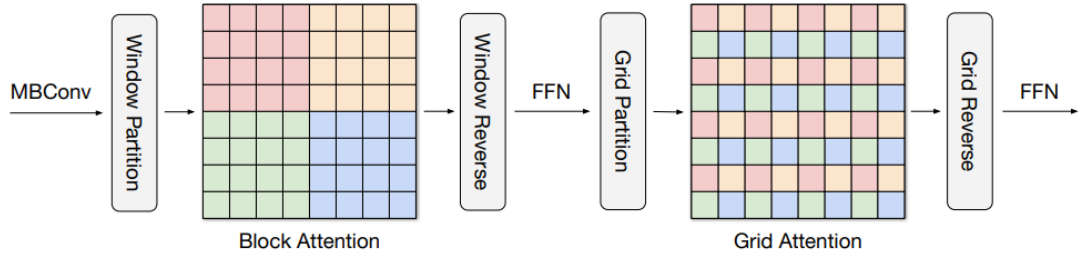 MBConv
Window Partition
Block Attention
Window Reverse
FFN
Grid Partition
Grid Attention
Grid Reverse
FFN